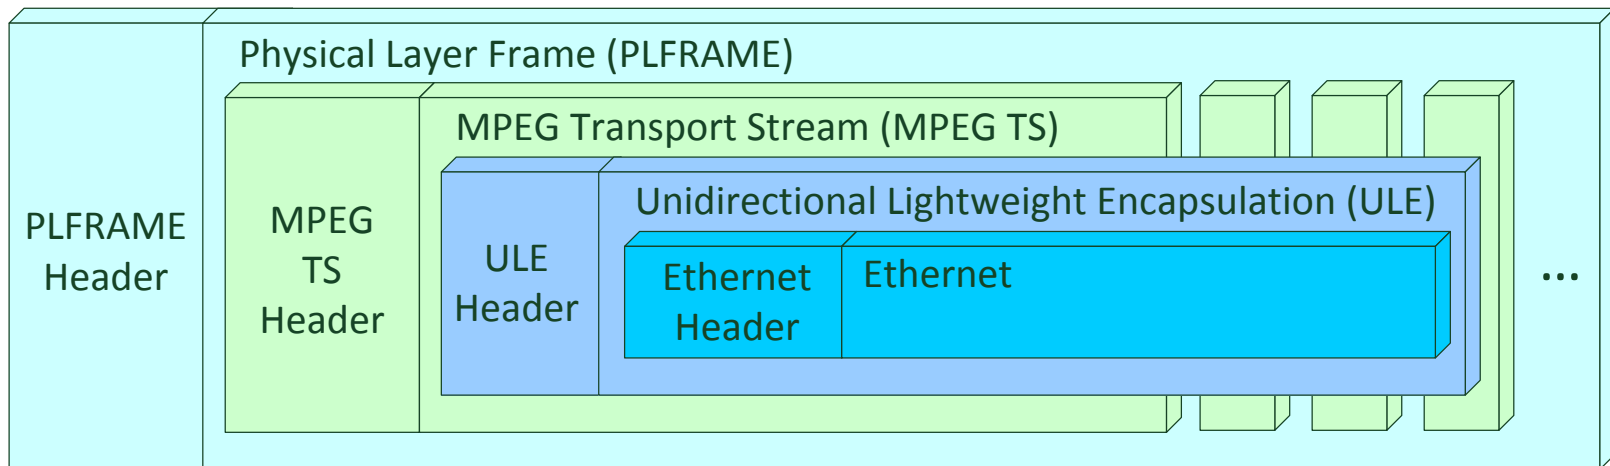 Physical Layer Frame (PLFRAME)
MPEG Transport Stream (MPEG TS)
Unidirectional Lightweight Encapsulation (ULE)
PLFRAME
Header
MPEG
TS
Header
ULE
Header
Ethernet
Header
Ethernet
...